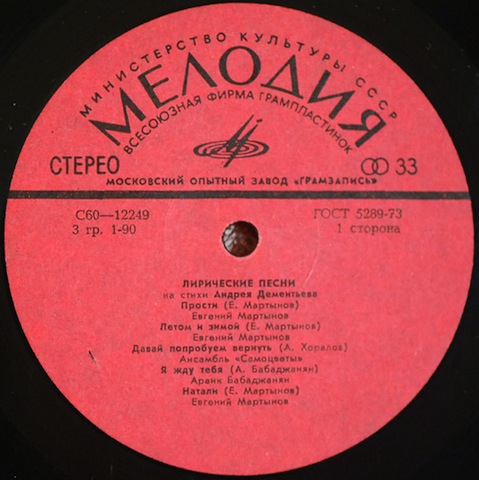 МИНИСТЕРСТВО КУЛЬТУРЫ СССР
МЕЛОДИЯ
ВСЕСОЮЗНАЯ ФИРМА ГРАМПЛАСТИНОК
СТЕРЕО 33
МОСКОВСКИЙ ОПЫТНЫЙ ЗАВОД «ГРАМЗАПИСЬ»
С60—12249 ГОСТ 5289-73
3 гр. 1-90 1 сторона
ЛИРИЧЕСКИЕ ПЕСНИ
на стихи Андрея Дементьева
Прости (Е. Мартынов)
Евгений Мартынов
Летом и зимой (Е. Мартынов)
Евгений Мартынов
Давай попробуем вернуть (А. Хоралов)
Ансамбль «Самоцветы»
Я жду тебя (А. Бабаджанян)
Араик Бабаджанян
Натали (Е. Мартынов)
Евгений Мартынов